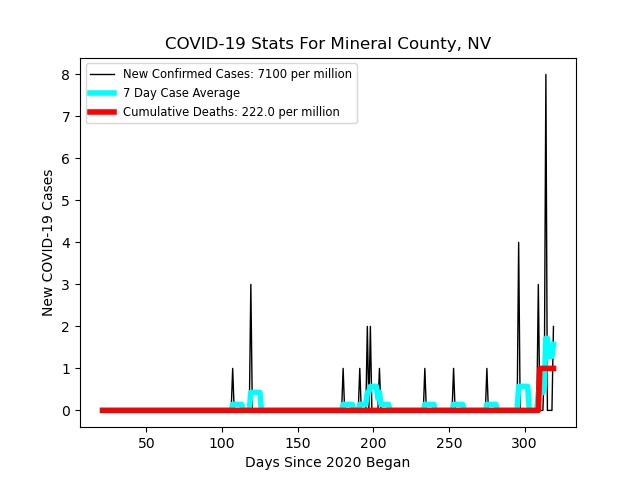 COVID-19 Stats For Mineral County, NV
New Confirmed Cases: 7100 per million
7 Day Case Average
Cumulative Deaths: 222.0 per million
New COVID-19 Cases
8
7
6
5
4
3
2
1
0
50 100 150 200 250 300
Days Since 2020 Began